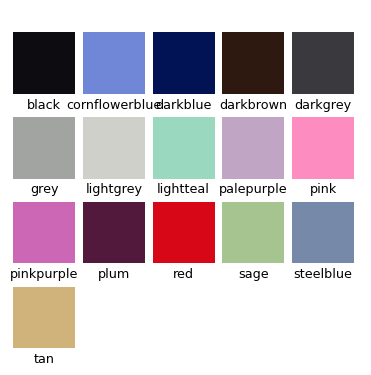 black cornflowerblue darkblue darkbrown darkgrey
grey lightgrey lightteal palepurple pink
pinkpurple plum red sage steelblue
tan